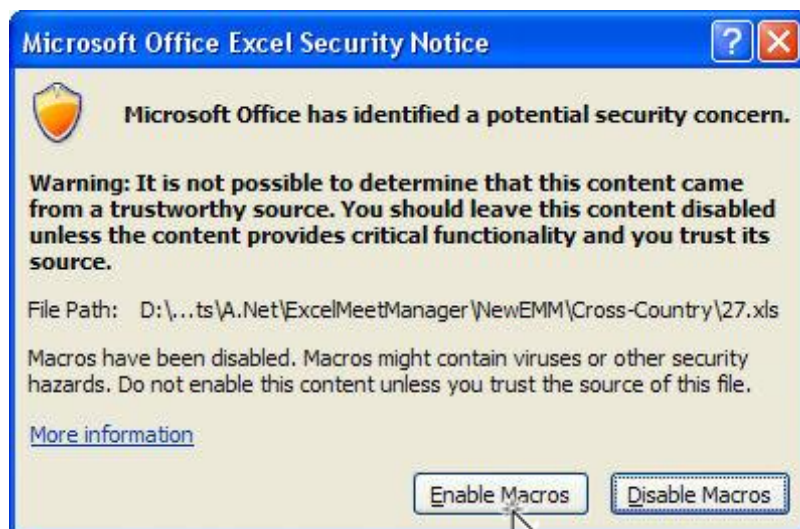 Microsoft Office Excel Security Notice
?
Microsoft Office has identified a potential security concern.
Warning: It is not possible to determine that this content came
from a trustworthy source. You should leave this content disabled
unless the content provides critical functionality and you trust its
source.
File Path: D:\...ts\A.Net\ExcelMeetManager\NewEMM\Cross-Country\27.xls
Macros have been disabled. Macros might contain viruses or other security
hazards. Do not enable this content unless you trust the source of this file.
More information
Enable Macros Disable Macros